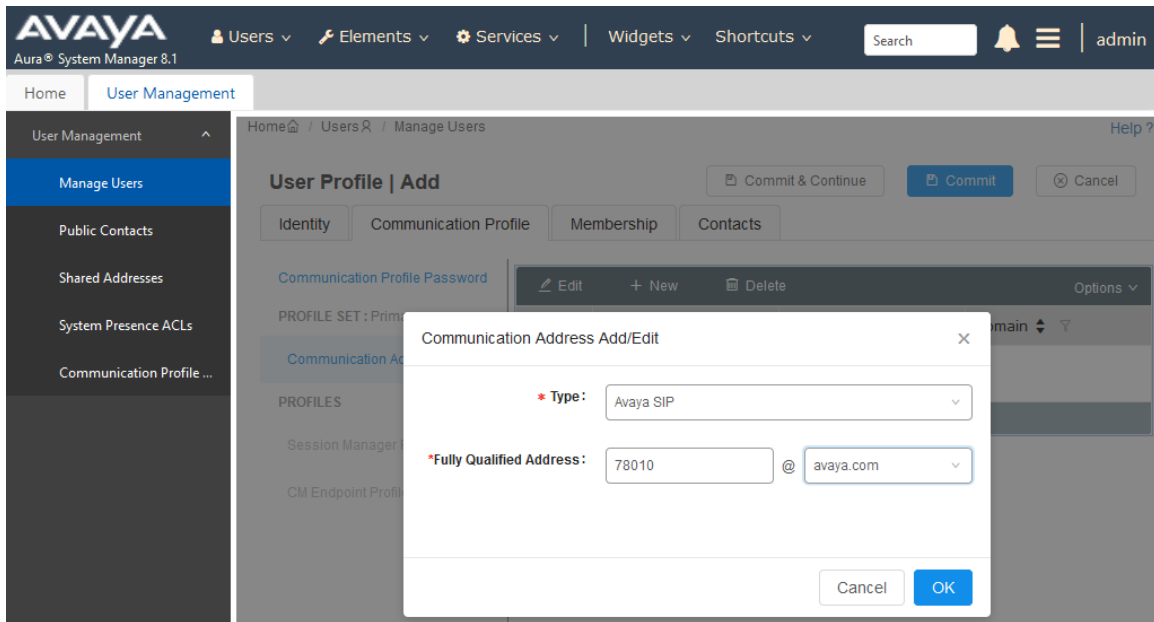 AVAYA
Aura® System Manager 8.1
Users
Elements
Services
Widgets
Shortcuts
Search
admin
Home
User Management
User Management
Manage Users
Public Contacts
Shared Addresses
System Presence ACLs
Communication Profile ...
Home / Users / Manage Users
Help ?
User Profile | Add
Commit & Continue
Commit
Cancel
Identity
Communication Profile
Membership
Contacts
Communication Profile Password
PROFILE SET : Prim
Communication Ad
PROFILES
Session Manager
CM Endpoint Profil
Edit
+ New
Delete
Options
omain
Communication Address Add/Edit
* Type :
Avaya SIP
*Fully Qualified Address :
78010 @ avaya.com
Cancel
OK